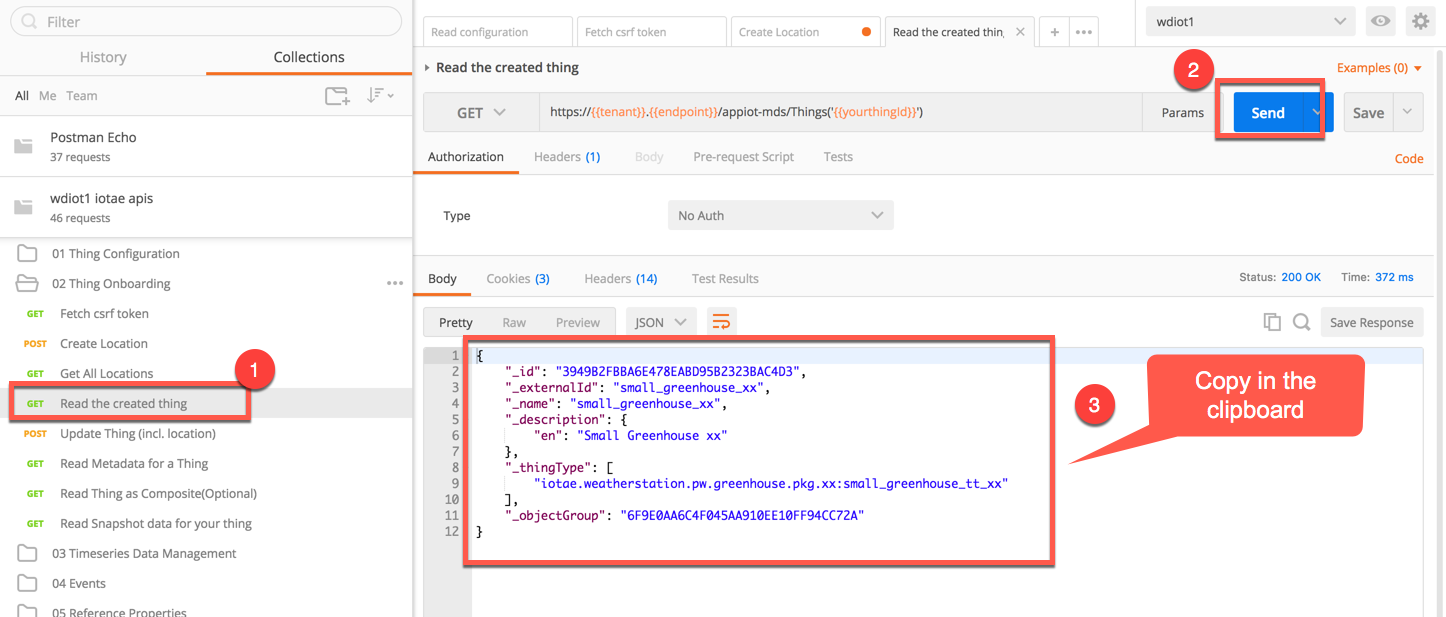 Filter
History
Collections
All Me Team
Postman Echo
37 requests
wdiot1 iotae apis
46 requests
01 Thing Configuration
02 Thing Onboarding
GET Fetch csrf token
POST Create Location
GET Get All Locations
1
GET Read the created thing
POST Update Thing (incl. location)
GET Read Metadata for a Thing
GET Read Thing as Composite(Optional)
GET Read Snapshot data for your thing
03 Timeseries Data Management
04 Events
05 Reference Properties
Read configuration
Fetch csrf token
Create Location
Read the created thin
wdiot1
Read the created thing
2
Examples (0)
GET
https://{{tenant}}.{{endpoint}}/appiot-mds/Things('{{yourthingId}}')
Params
Send
Save
Authorization
Headers (1)
Body
Pre-request Script
Tests
Code
Type
No Auth
Body
Cookies (3)
Headers (14)
Test Results
Status: 200 OK
Time: 372 ms
Pretty
Raw
Preview
JSON
Save Response
1 {
2 "_id": "3949B2FBBA6E478EABD95B2323BAC4D3",
3 "_externalId": "small_greenhouse_xx",
4 "_name": "small_greenhouse_xx",
5 "_description": {
6 "en": "Small Greenhouse xx"
7 },
8 "_thingType": [
9 "iotae.weatherstation.pw.greenhouse.pkg.xx:small_greenhouse_tt_xx"
10 ],
11 "_objectGroup": "6F9E0AA6C4F045AA910EE10FF94CC72A"
12 }
3
Copy in the
clipboard